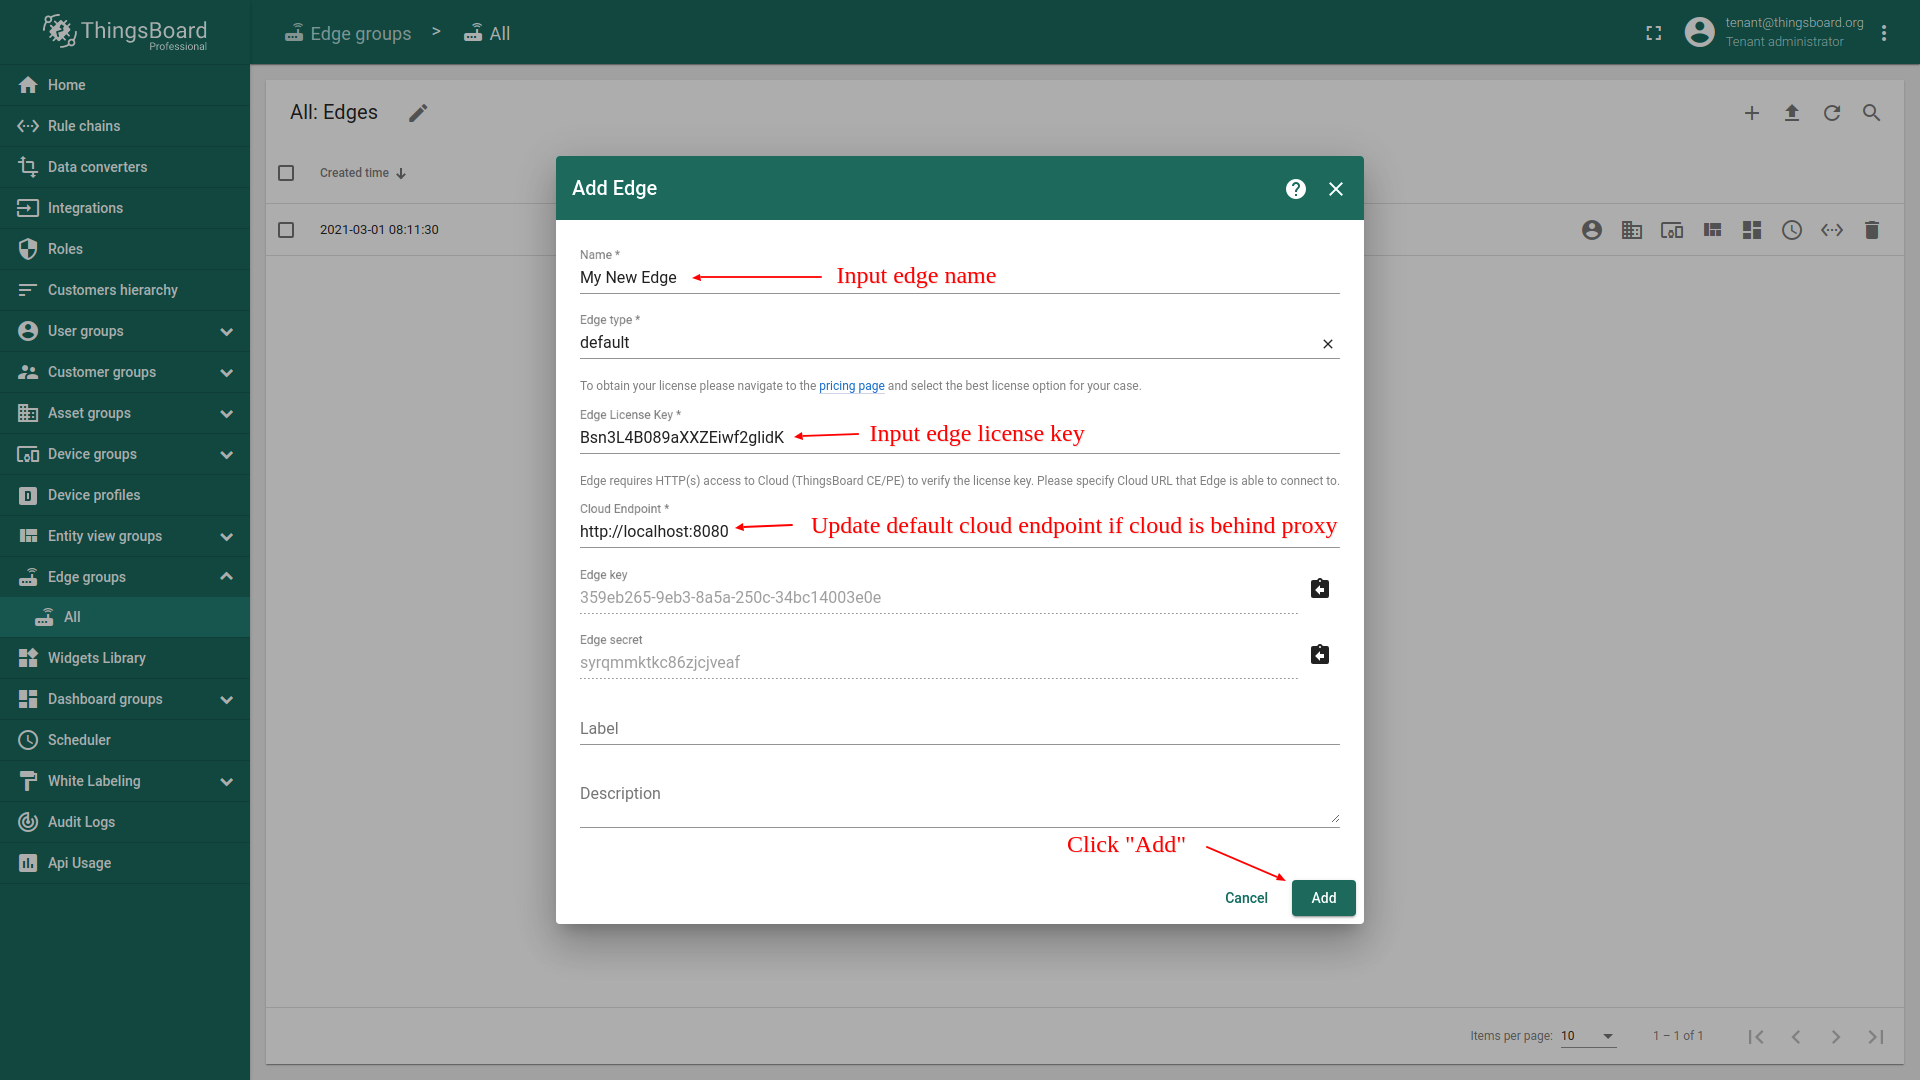 ThingsBoard
Professional
Edge groups > All
tenant@thingsboard.org
Tenant administrator
Home
Rule chains
Data converters
Integrations
Roles
Customers hierarchy
User groups
Customer groups
Asset groups
Device groups
Device profiles
Entity view groups
Edge groups
All
Widgets Library
Dashboard groups
Scheduler
White Labeling
Audit Logs
Api Usage
All: Edges
Created time
2021-03-01 08:11:30
Add Edge
Name *
My New Edge
Input edge name
Edge type *
default
To obtain your license please navigate to the pricing page and select the best license option for your case.
Edge License Key *
Bsn3L4B089aXXZEiwf2glidK
Input edge license key
Edge requires HTTP(s) access to Cloud (ThingsBoard CE/PE) to verify the license key. Please specify Cloud URL that Edge is able to connect to.
Cloud Endpoint *
http://localhost:8080
Update default cloud endpoint if cloud is behind proxy
Edge key
359eb265-9eb3-8a5a-250c-34bc14003e0e
Edge secret
syrqmmktkc86zjcjveaf
Label
Description
Click "Add"
Cancel
Add
Items per page: 10
1 – 1 of 1